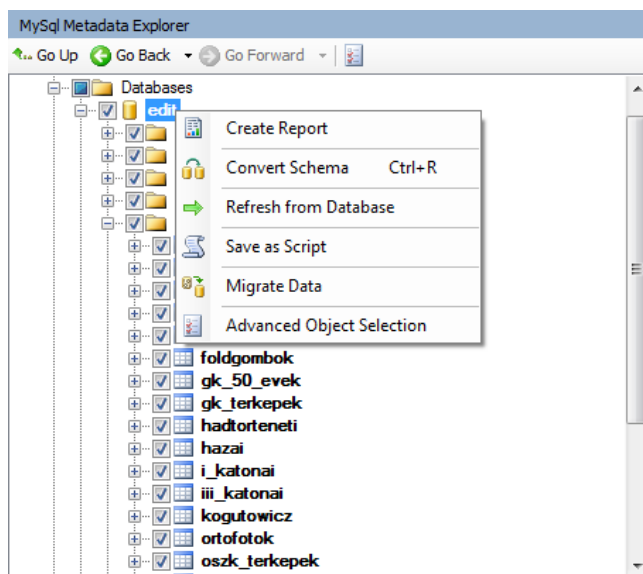 MySql Metadata Explorer
Go Up Go Back Go Forward
Databases
edit
Create Report
Convert Schema Ctrl+R
Refresh from Database
Save as Script
Migrate Data
Advanced Object Selection
foldgombok
gk_50_evek
gk_terkepek
hadtorteneti
hazai
i_katonai
iii_katonai
kogutowicz
ortofotok
oszk_terkepek